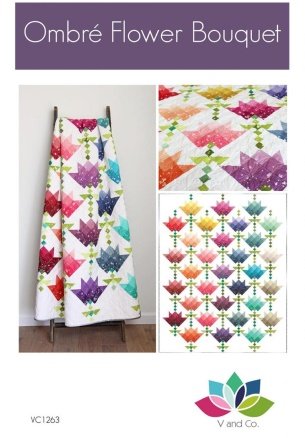 Ombré Flower Bouquet
VC1263
V and Co.